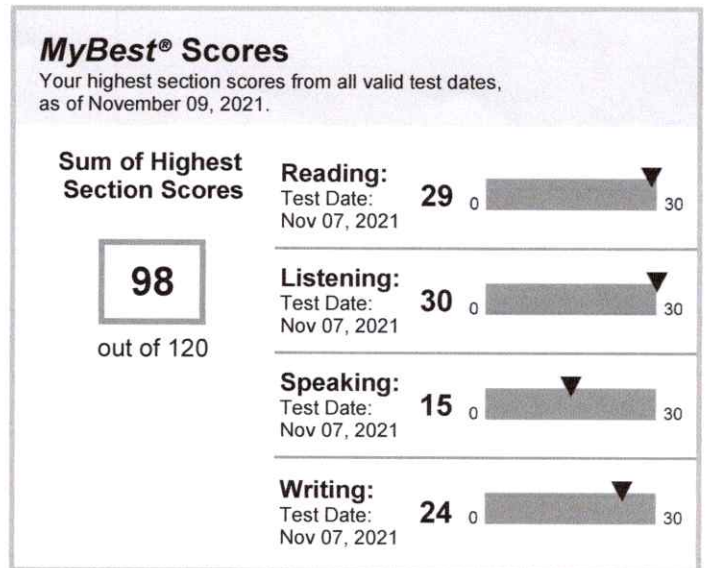 MyBest® Scores
Your highest section scores from all valid test dates,
as of November 09, 2021.
Sum of Highest
Section Scores
98
out of 120
Reading:
Test Date:
Nov 07, 2021
29
0
30
Listening:
Test Date:
Nov 07, 2021
30
0
30
Speaking:
Test Date:
Nov 07, 2021
15
0
30
Writing:
Test Date:
Nov 07, 2021
24
0
30